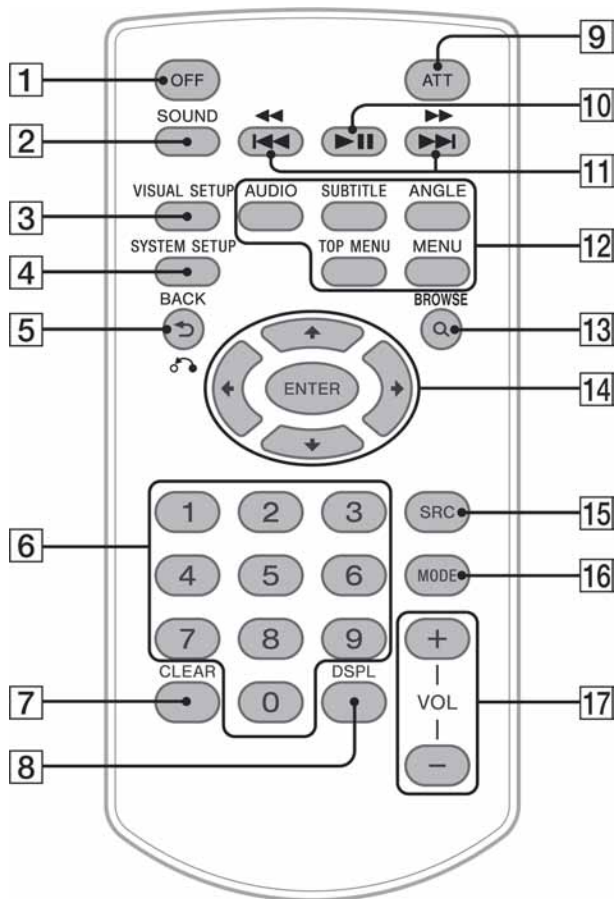 1 OFF ATT 9
2 SOUND 10
11
3 VISUAL SETUP AUDIO SUBTITLE ANGLE
4 SYSTEM SETUP TOP MENU MENU 12
5 BACK BROWSE 13
ENTER 14
6 1 2 3 SRC 15
4 5 6 MODE 16
7 8 9 +
7 CLEAR 0 DSPL VOL 17
8 −